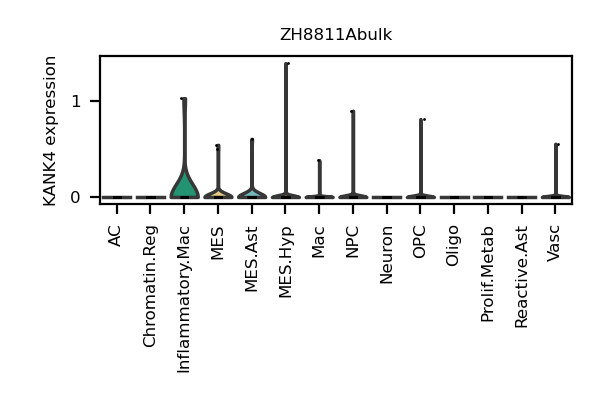 ZH8811Abulk
KANK4 expression
1
0
AC
Chromatin.Reg
Inflammatory.Mac
MES
MES.Ast
MES.Hyp
Mac
NPC
Neuron
OPC
Oligo
Prolif.Metab
Reactive.Ast
Vasc